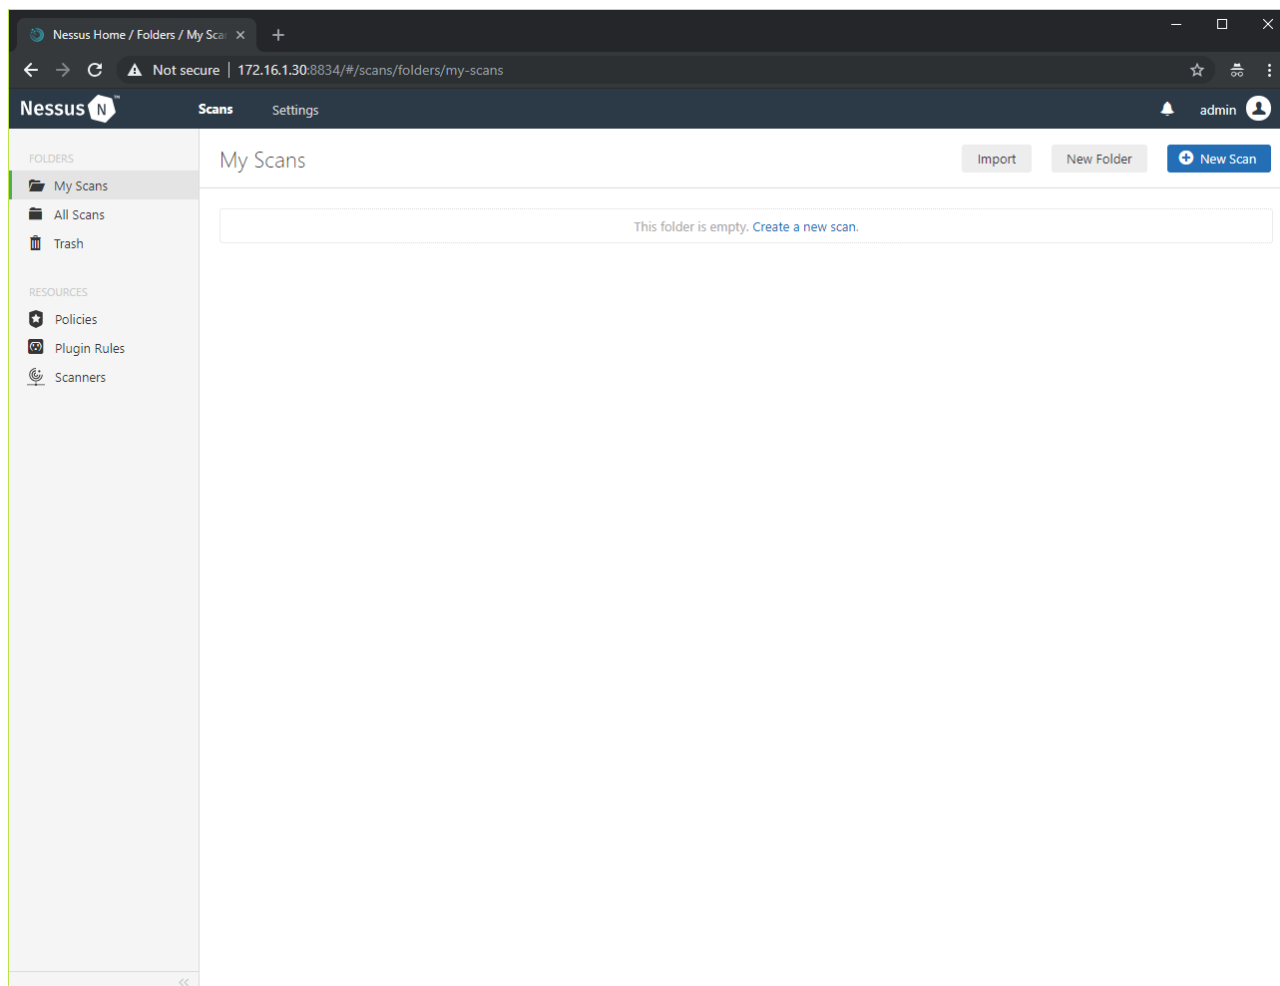 Nessus Home / Folders / My Sca
Not secure | 172.16.1.30:8834/#/scans/folders/my-scans
Nessus N ™ Scans Settings admin
FOLDERS
My Scans
All Scans
Trash
RESOURCES
Policies
Plugin Rules
Scanners
My Scans Import New Folder New Scan
This folder is empty. Create a new scan.